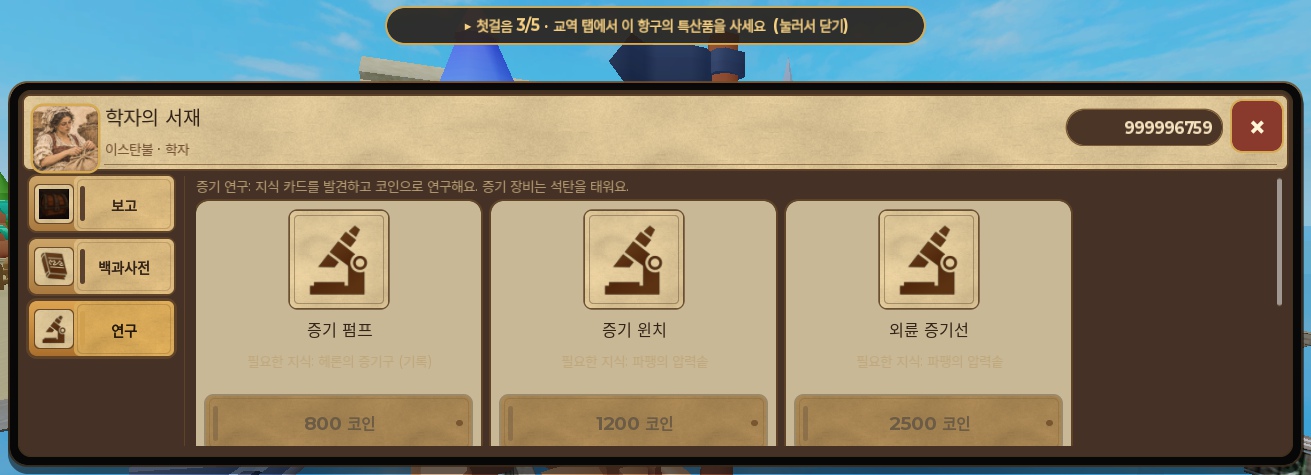 ▸ 첫걸음 3/5 · 교역 탭에서 이 항구의 특산품을 사세요 (눌러서 닫기)
학자의 서재
999996759
×
이스탄불 · 학자
보고
백과사전
연구
증기 연구: 지식 카드를 발견하고 코인으로 연구해요. 증기 장비는 석탄을 태워요.
증기 펌프
필요한 지식: 헤론의 증기구 (기록)
800 코인
증기 윈치
필요한 지식: 파팽의 압력솥
1200 코인
외륜 증기선
필요한 지식: 파팽의 압력솥
2500 코인